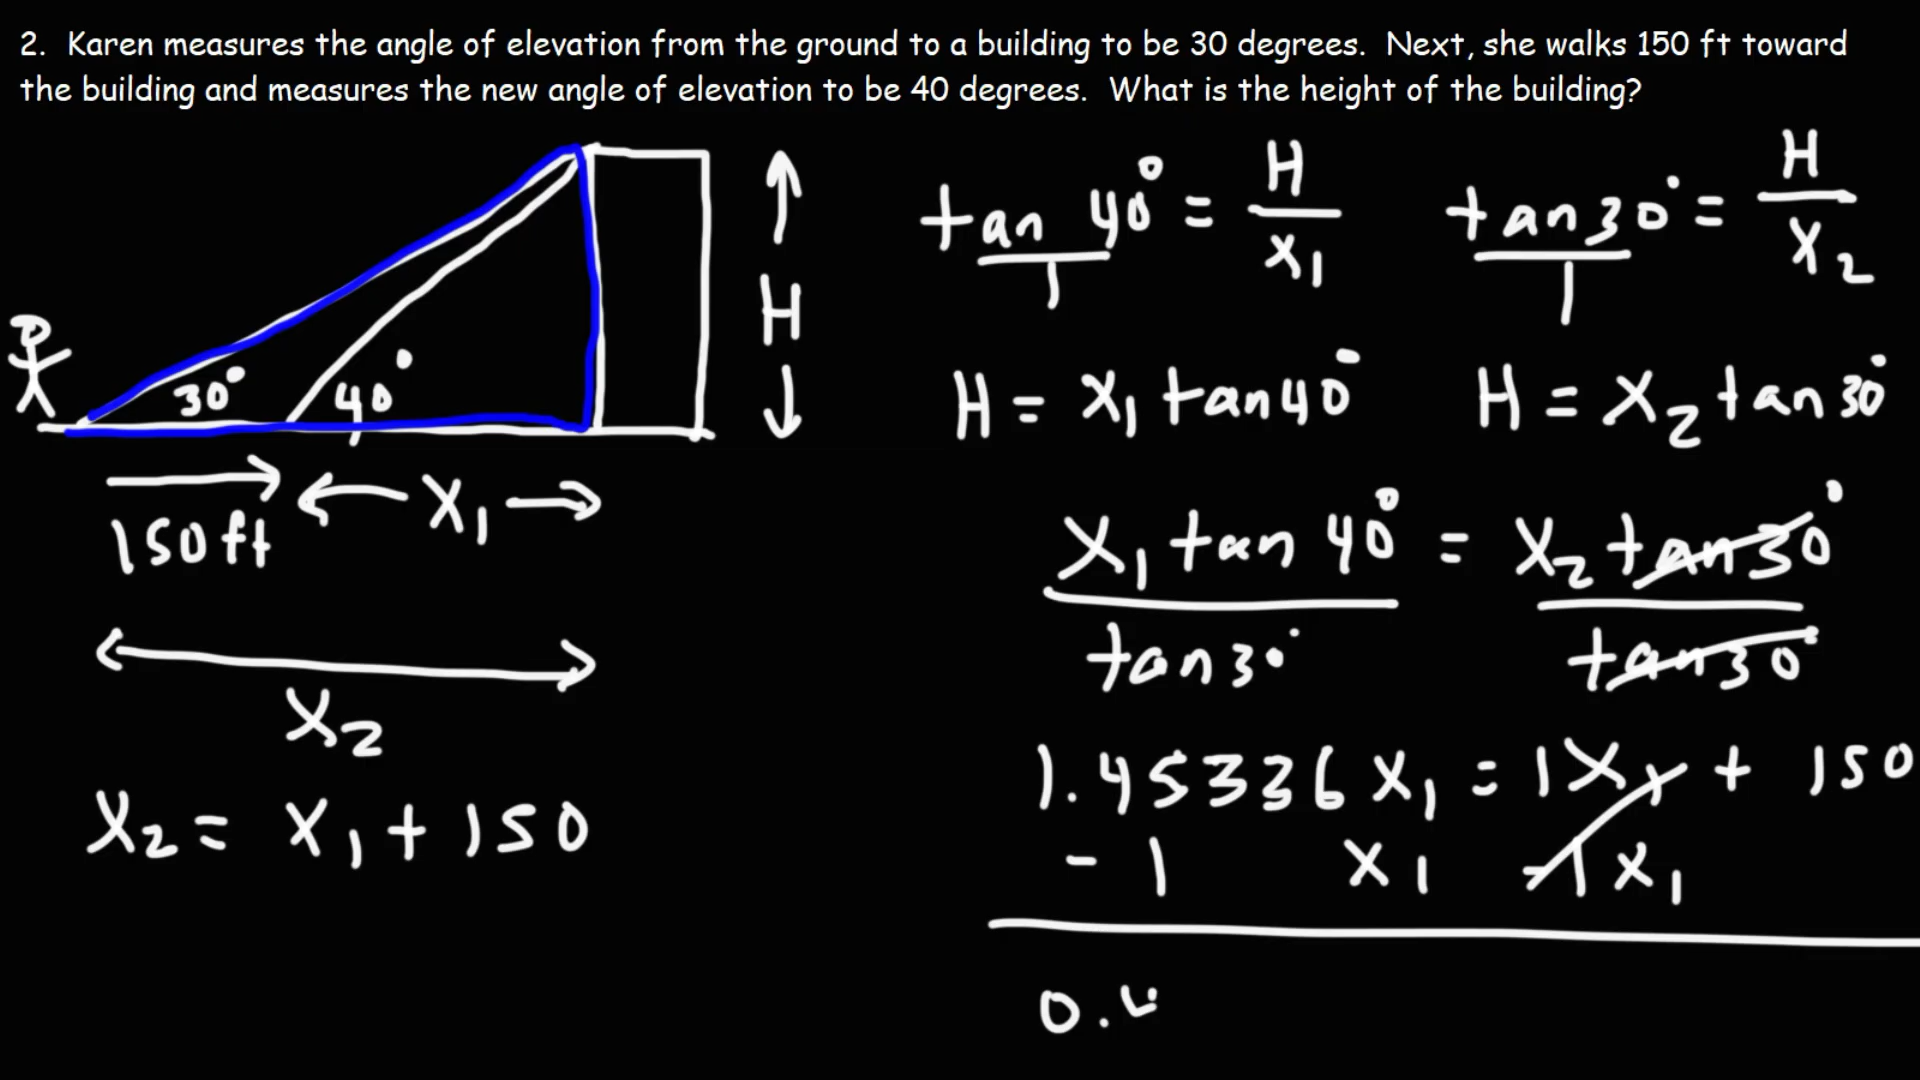 2. Karen measures the angle of elevation from the ground to a building to be 30 degrees. Next, she walks 150 ft toward
the building and measures the new angle of elevation to be 40 degrees. What is the height of the building?
30° 40°
H
150 ft
X₁
X₂
X₂ = X₁ + 150
tan 40° / 1 = H / X₁
tan 30° / 1 = H / X₂
H = X₁ tan 40°
H = X₂ tan 30°
X₁ tan 40° / tan 30° = X₂ tan 30° / tan 30°
1.45336 X₁ = 1X₁ + 150
- 1 X₁ -1X₁
0.